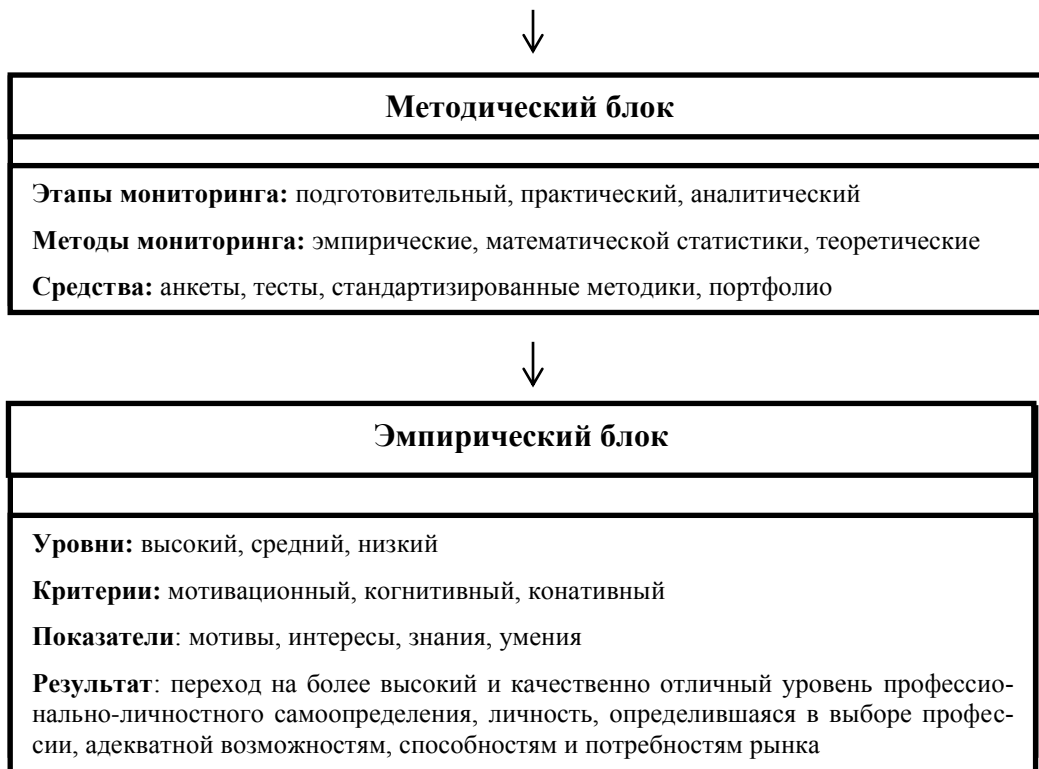 Методический блок
Этапы мониторинга: подготовительный, практический, аналитический
Методы мониторинга: эмпирические, математической статистики, теоретические
Средства: анкеты, тесты, стандартизированные методики, портфолио
Эмпирический блок
Уровни: высокий, средний, низкий
Критерии: мотивационный, когнитивный, конативный
Показатели: мотивы, интересы, знания, умения
Результат: переход на более высокий и качественно отличный уровень профессио-
нально-личностного самоопределения, личность, определившаяся в выборе профес-
сии, адекватной возможностям, способностям и потребностям рынка